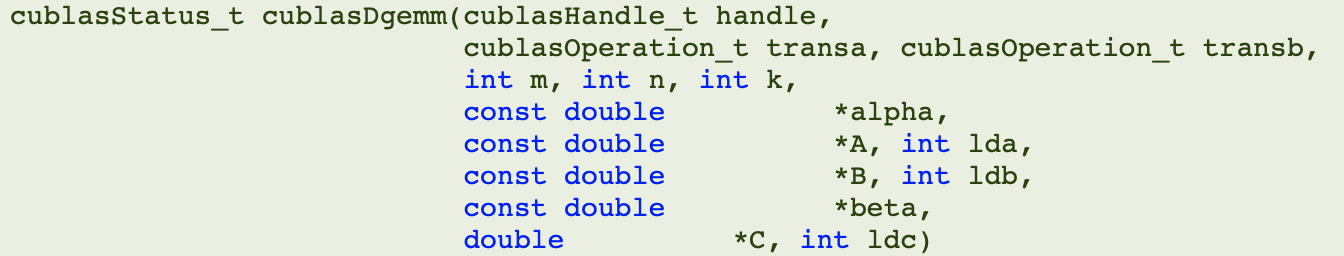 cublasStatus_t cublasDgemm(cublasHandle_t handle,
cublasOperation_t transa, cublasOperation_t transb,
int m, int n, int k,
const double *alpha,
const double *A, int lda,
const double *B, int ldb,
const double *beta,
double *C, int ldc)